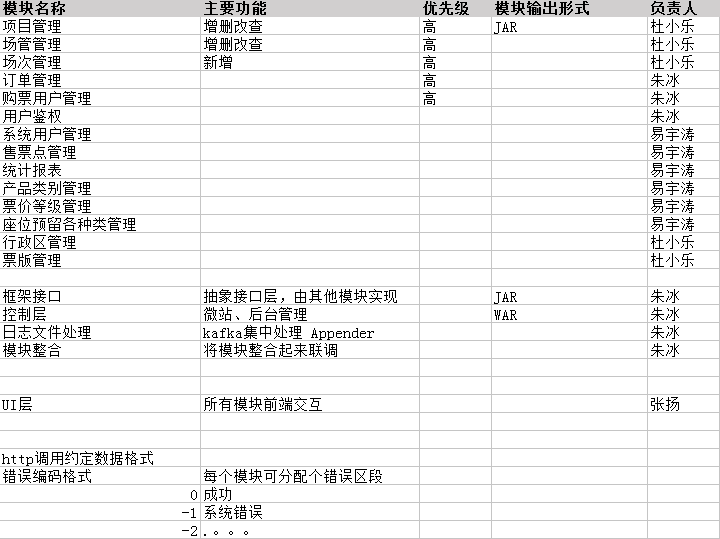 模块名称 主要功能 优先级 模块输出形式 负责人
项目管理 增删改查 高 JAR 杜小乐
场管管理 增删改查 高 杜小乐
场次管理 新增 高 杜小乐
订单管理 高 朱冰
购票用户管理 高 朱冰
用户鉴权 朱冰
系统用户管理 易宇涛
售票点管理 易宇涛
统计报表 易宇涛
产品类别管理 易宇涛
票价等级管理 易宇涛
座位预留各种类管理 易宇涛
行政区管理 杜小乐
票版管理 杜小乐
框架接口 抽象接口层，由其他模块实现 JAR 朱冰
控制层 微站、后台管理 WAR 朱冰
日志文件处理 kafka集中处理 Appender 朱冰
模块整合 将模块整合起来联调 朱冰
UI层 所有模块前端交互 张扬
http调用约定数据格式
错误编码格式 每个模块可分配个错误区段
0 成功
-1 系统错误
-2 .。。。